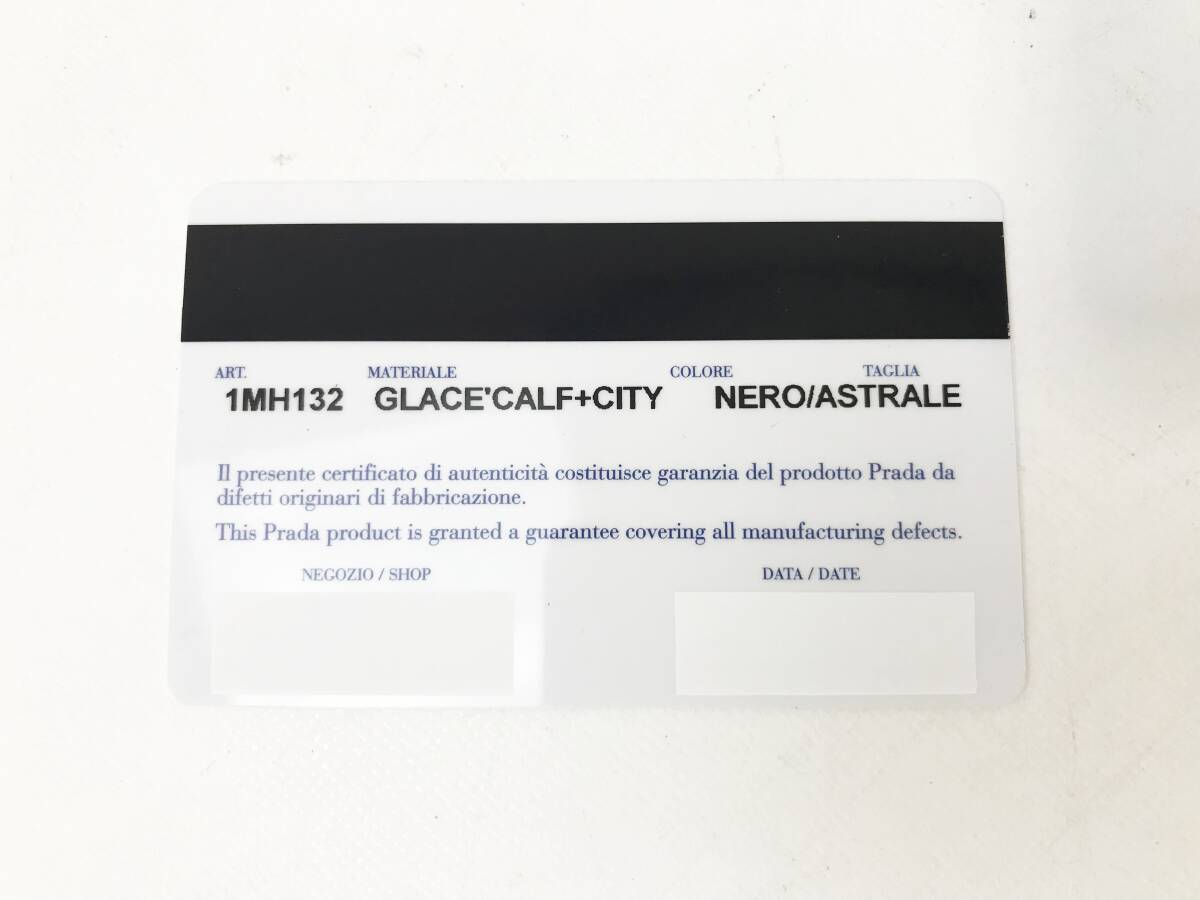 ART. MATERIALE COLORE TAGLIA
1MH132 GLACE'CALF+CITY NERO/ASTRALE
Il presente certificato di autenticità costituisce garanzia del prodotto Prada da
difetti originari di fabbricazione.
This Prada product is granted a guarantee covering all manufacturing defects.
NEGOZIO / SHOP DATA / DATE